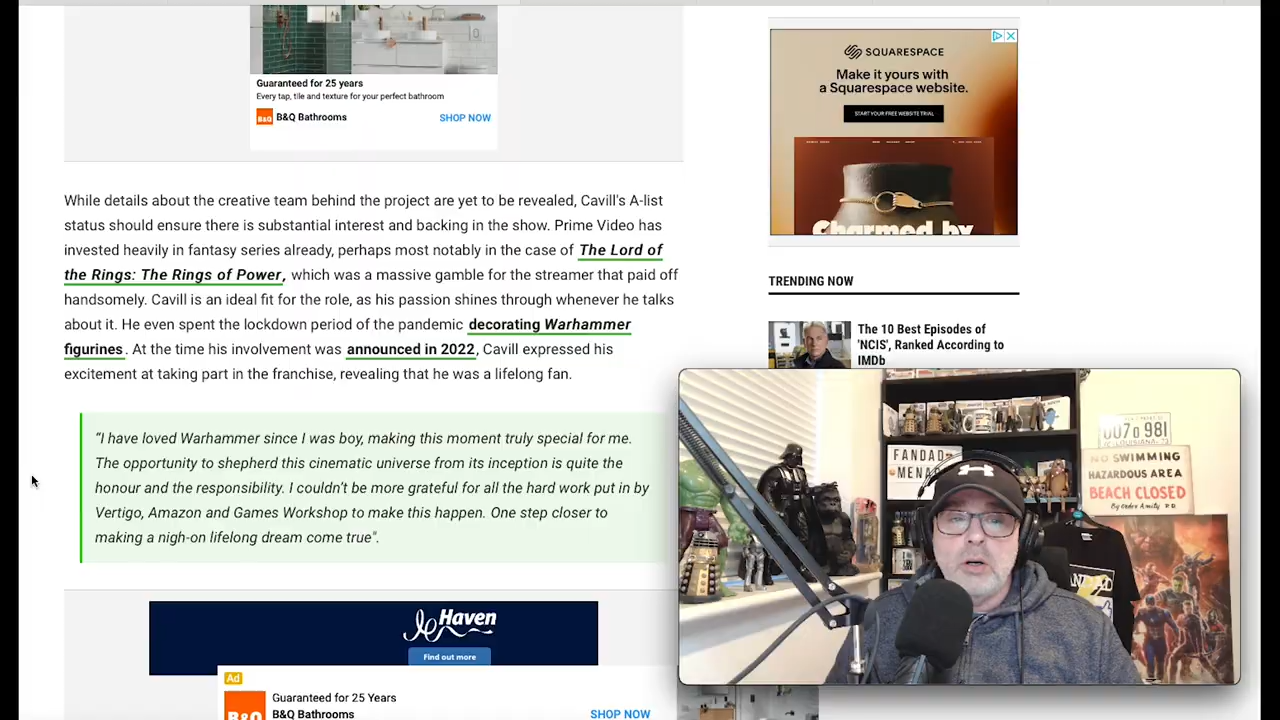 Guaranteed for 25 years
Every tap, tile and texture for your perfect bathroom
B&Q
B&Q Bathrooms
SHOP NOW
SQUARESPACE
Make it yours with
a Squarespace website.
START YOUR FREE WEBSITE TRIAL
Charmed by
While details about the creative team behind the project are yet to be revealed, Cavill's A-list
status should ensure there is substantial interest and backing in the show. Prime Video has
invested heavily in fantasy series already, perhaps most notably in the case of The Lord of
the Rings: The Rings of Power, which was a massive gamble for the streamer that paid off
handsomely. Cavill is an ideal fit for the role, as his passion shines through whenever he talks
about it. He even spent the lockdown period of the pandemic decorating Warhammer
figurines. At the time his involvement was announced in 2022, Cavill expressed his
excitement at taking part in the franchise, revealing that he was a lifelong fan.
TRENDING NOW
The 10 Best Episodes of
'NCIS', Ranked According to
IMDb
“I have loved Warhammer since I was boy, making this moment truly special for me.
The opportunity to shepherd this cinematic universe from its inception is quite the
honour and the responsibility. I couldn’t be more grateful for all the hard work put in by
Vertigo, Amazon and Games Workshop to make this happen. One step closer to
making a nigh-on lifelong dream come true".
FANDAD
MENA
007o 981
LOUISIANA
NO SWIMMING
HAZARDOUS AREA
BEACH CLOSED
By Order Amity P.D.
Haven
Find out more
Ad
Guaranteed for 25 Years
B&Q
B&Q Bathrooms
SHOP NOW